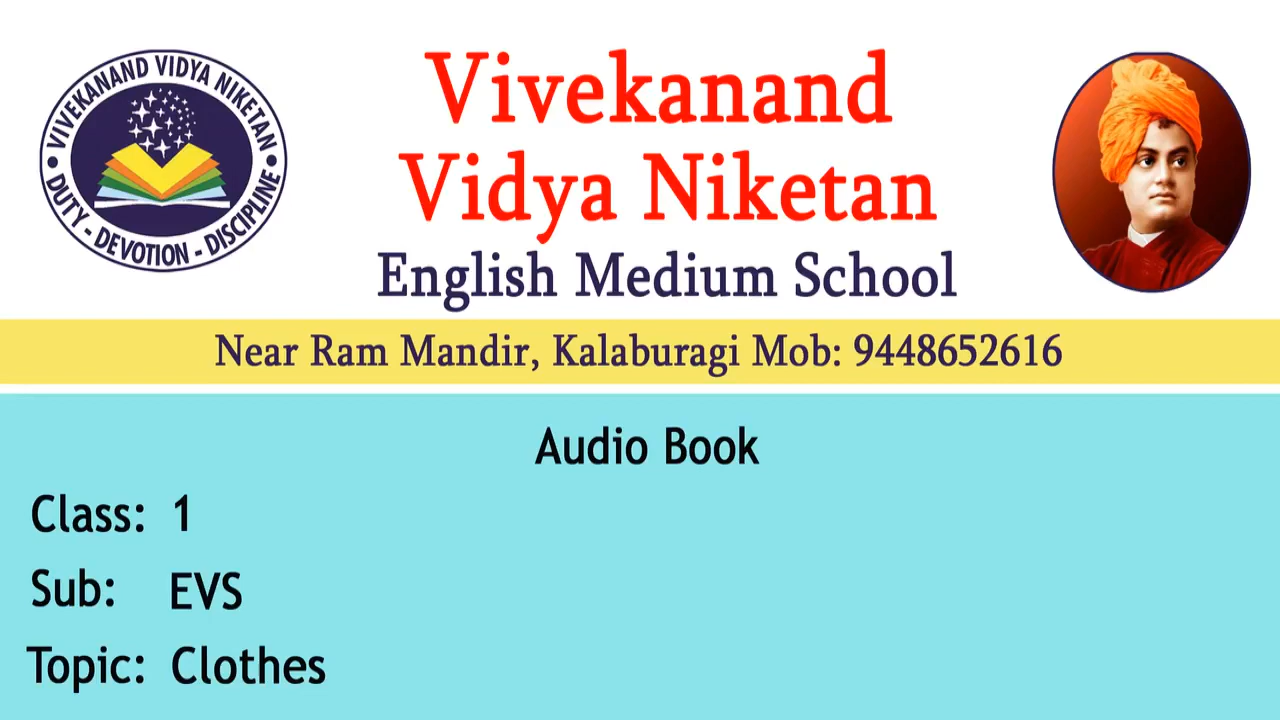 VIVEKANAND VIDYA NIKETAN
DUTY - DEVOTION - DISCIPLINE
Vivekanand
Vidya Niketan
English Medium School
Near Ram Mandir, Kalaburagi Mob: 9448652616
Audio Book
Class: 1
Sub: EVS
Topic: Clothes